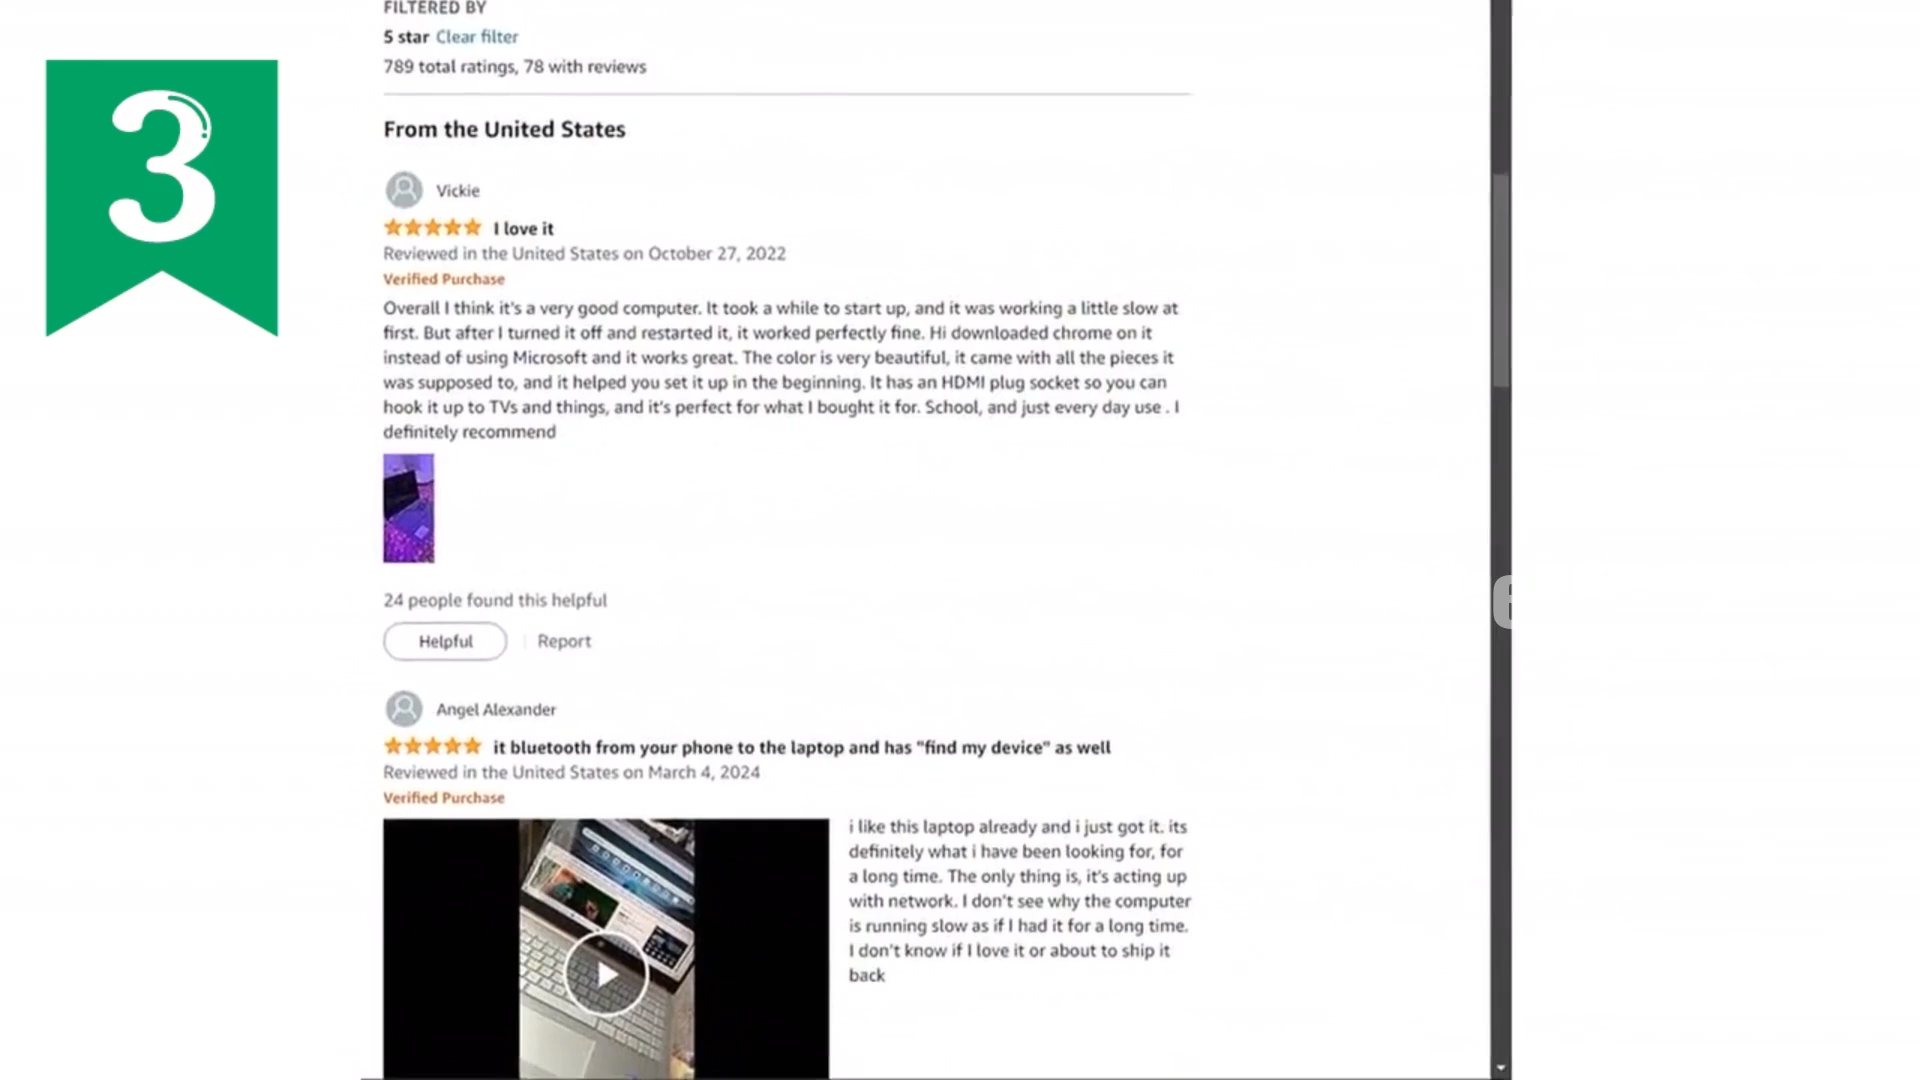 FILTERED BY
5 star Clear filter
789 total ratings, 78 with reviews
3
From the United States
Vickie
I love it
Reviewed in the United States on October 27, 2022
Verified Purchase
Overall I think it's a very good computer. It took a while to start up, and it was working a little slow at
first. But after I turned it off and restarted it, it worked perfectly fine. Hi downloaded chrome on it
instead of using Microsoft and it works great. The color is very beautiful, it came with all the pieces it
was supposed to, and it helped you set it up in the beginning. It has an HDMI plug socket so you can
hook it up to TVs and things, and it's perfect for what I bought it for. School, and just every day use . I
definitely recommend
24 people found this helpful
Helpful
Report
Angel Alexander
it bluetooth from your phone to the laptop and has "find my device" as well
Reviewed in the United States on March 4, 2024
Verified Purchase
i like this laptop already and i just got it. its
definitely what i have been looking for, for
a long time. The only thing is, it's acting up
with network. I don't see why the computer
is running slow as if I had it for a long time.
I don't know if I love it or about to ship it
back